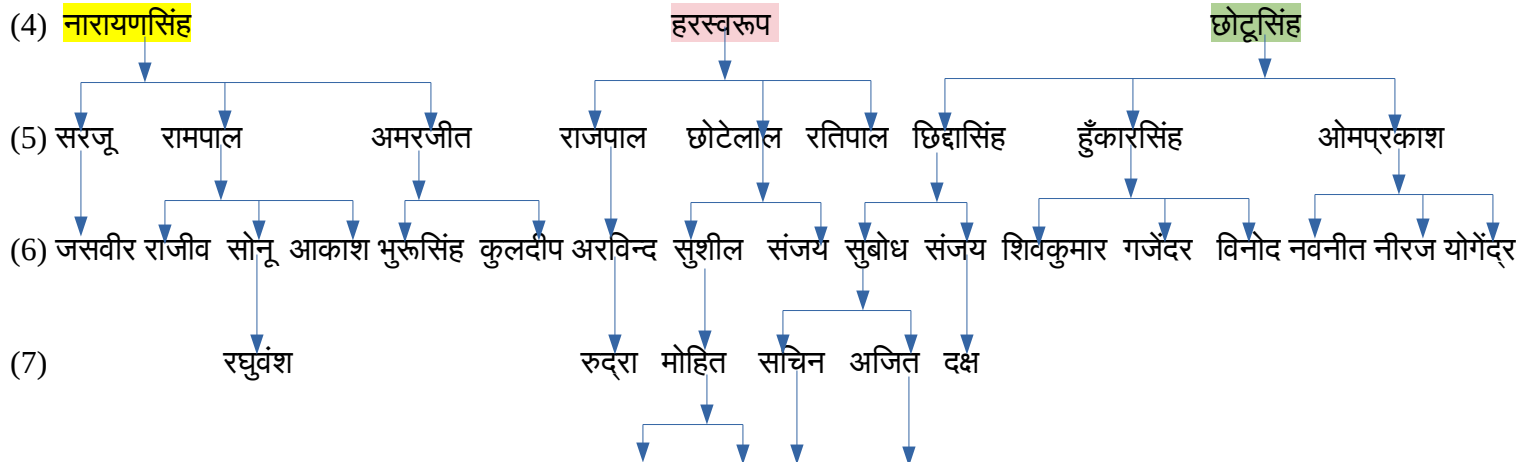 (4) नारायणसिंह हरस्वरूप छोटूसिंह
(5) सरजू रामपाल अमरजीत राजपाल छोटेलाल रतिपाल छिद्दासिंह हुँकारसिंह ओमप्रकाश
(6) जसवीर राजीव सोनू आकाश भुरूसिंह कुलदीप अरविन्द सुशील संजय सुबोध संजय शिवकुमार गजेंदर विनोद नवनीत नीरज योगेंद्र
(7) रघुवंश रुद्रा मोहित सचिन अजित दक्ष